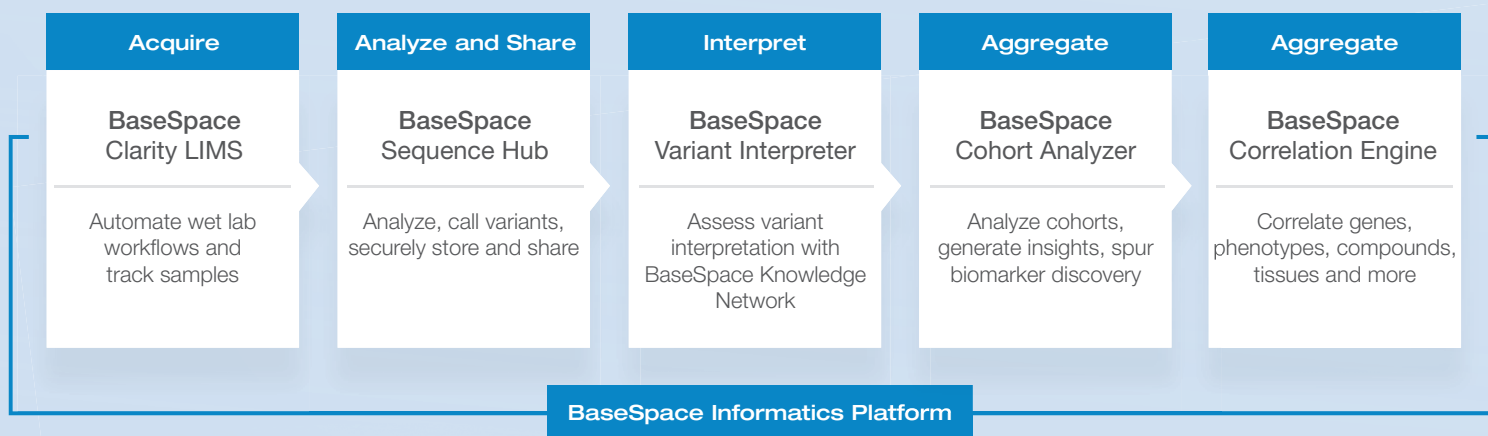 Acquire
BaseSpace
Clarity LIMS
Automate wet lab
workflows and
track samples
Analyze and Share
BaseSpace
Sequence Hub
Analyze, call variants,
securely store and share
Interpret
BaseSpace
Variant Interpreter
Assess variant
interpretation with
BaseSpace Knowledge
Network
Aggregate
BaseSpace
Cohort Analyzer
Analyze cohorts,
generate insights, spur
biomarker discovery
Aggregate
BaseSpace
Correlation Engine
Correlate genes,
phenotypes, compounds,
tissues and more
BaseSpace Informatics Platform